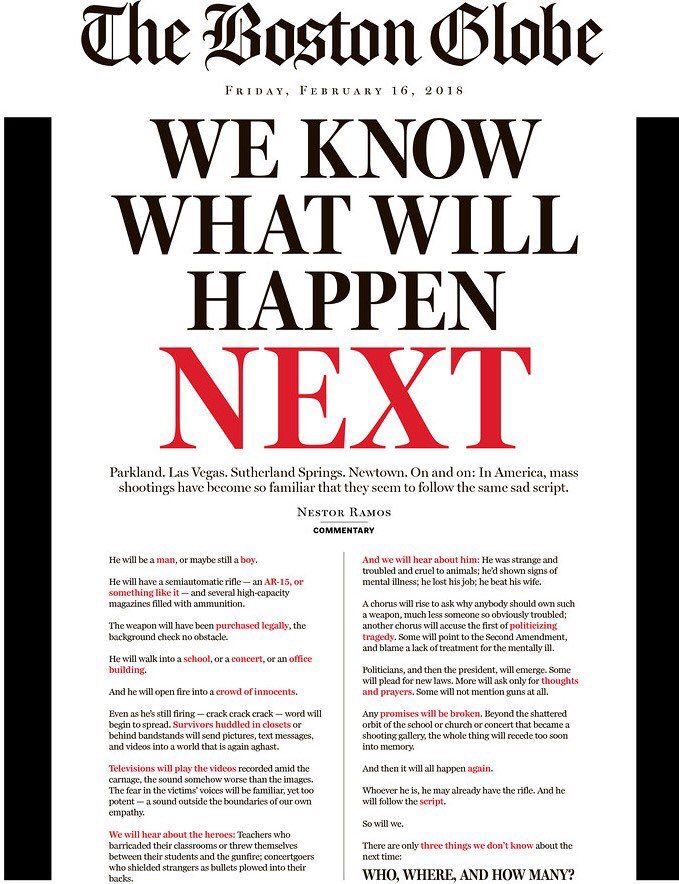 The Boston Globe
FRIDAY, FEBRUARY 16, 2018
WE KNOW
WHAT WILL
HAPPEN
NEXT
Parkland. Las Vegas. Sutherland Springs. Newtown. On and on: In America, mass
shootings have become so familiar that they seem to follow the same sad script.
NESTOR RAMOS
COMMENTARY
He will be a man, or maybe still a boy.
He will have a semiautomatic rifle — an AR-15, or
something like it — and several high-capacity
magazines filled with ammunition.
The weapon will have been purchased legally, the
background check no obstacle.
He will walk into a school, or a concert, or an office
building.
And he will open fire into a crowd of innocents.
Even as he's still firing — crack crack crack — word will
begin to spread. Survivors huddled in closets or
behind bandstands will send pictures, text messages,
and videos into a world that is again aghast.
Televisions will play the videos recorded amid the
carnage, the sound somehow worse than the images.
The fear in the victims' voices will be familiar, yet too
potent — a sound outside the boundaries of our own
empathy.
We will hear about the heroes: Teachers who
barricaded their classrooms or threw themselves
between their students and the gunfire; concertgoers
who shielded strangers as bullets plowed into their
backs.
And we will hear about him: He was strange and
troubled and cruel to animals; he'd shown signs of
mental illness; he lost his job; he beat his wife.
A chorus will rise to ask why anybody should own such
a weapon, much less someone so obviously troubled;
another chorus will accuse the first of politicizing
tragedy. Some will point to the Second Amendment,
and blame a lack of treatment for the mentally ill.
Politicians, and then the president, will emerge. Some
will plead for new laws. More will ask only for thoughts
and prayers. Some will not mention guns at all.
Any promises will be broken. Beyond the shattered
orbit of the school or church or concert that became a
shooting gallery, the whole thing will recede too soon
into memory.
And then it will all happen again.
Whoever he is, he may already have the rifle. And he
will follow the script.
So will we.
There are only three things we don't know about the
next time:
WHO, WHERE, AND HOW MANY?